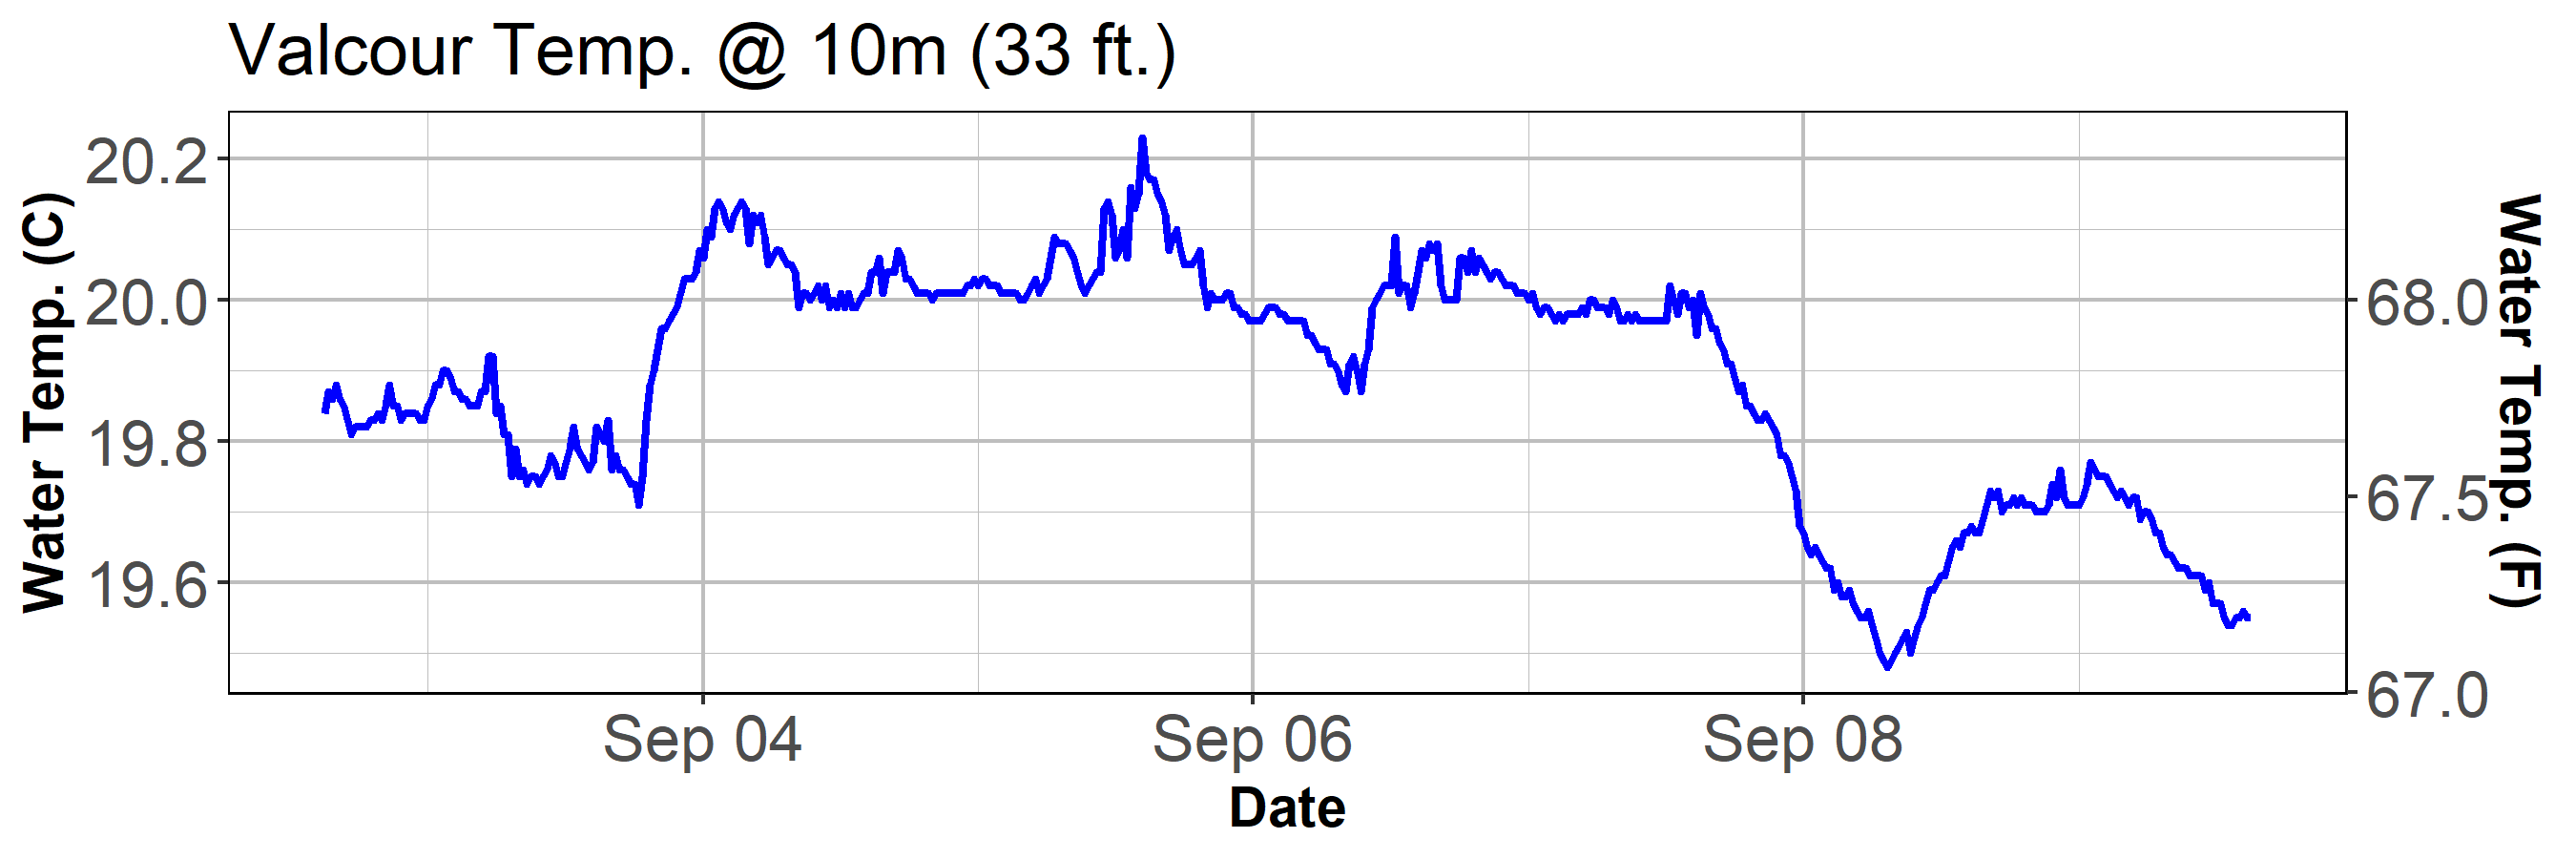 Valcour Temp. @ 10m (33 ft.)
Water Temp. (C)
20.2
20.0
19.8
19.6
68.0
67.5
67.0
Water Temp. (F)
Sep 04 Sep 06 Sep 08
Date